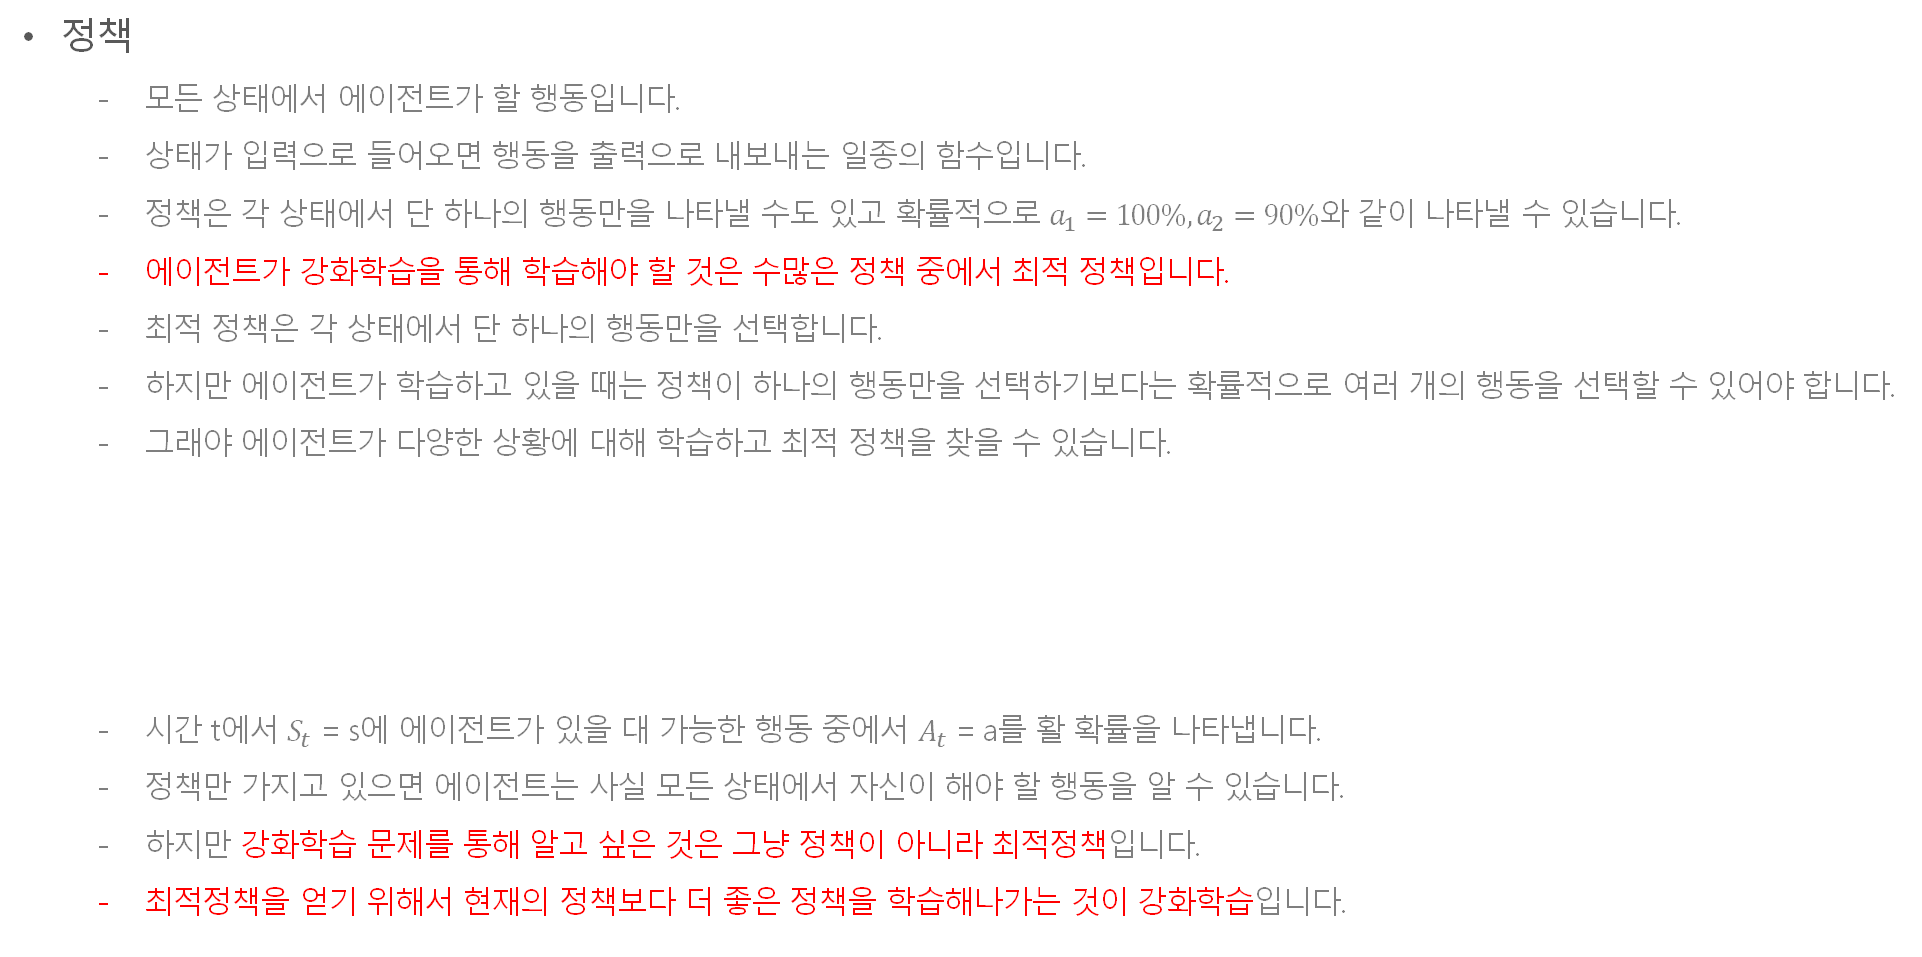 • 정책
- 모든 상태에서 에이전트가 할 행동입니다.
- 상태가 입력으로 들어오면 행동을 출력으로 내보내는 일종의 함수입니다.
- 정책은 각 상태에서 단 하나의 행동만을 나타낼 수도 있고 확률적으로 a₁ = 100%, a₂ = 90%와 같이 나타낼 수 있습니다.
- 에이전트가 강화학습을 통해 학습해야 할 것은 수많은 정책 중에서 최적 정책입니다.
- 최적 정책은 각 상태에서 단 하나의 행동만을 선택합니다.
- 하지만 에이전트가 학습하고 있을 때는 정책이 하나의 행동만을 선택하기보다는 확률적으로 여러 개의 행동을 선택할 수 있어야 합니다.
- 그래야 에이전트가 다양한 상황에 대해 학습하고 최적 정책을 찾을 수 있습니다.
- 시간 t에서 Sₜ = s에 에이전트가 있을 대 가능한 행동 중에서 Aₜ = a를 활 확률을 나타냅니다.
- 정책만 가지고 있으면 에이전트는 사실 모든 상태에서 자신이 해야 할 행동을 알 수 있습니다.
- 하지만 강화학습 문제를 통해 알고 싶은 것은 그냥 정책이 아니라 최적정책입니다.
- 최적정책을 얻기 위해서 현재의 정책보다 더 좋은 정책을 학습해나가는 것이 강화학습입니다.